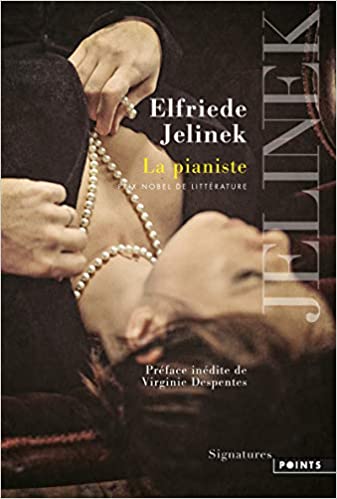 Elfriede
Jelinek
La pianiste
PRIX NOBEL DE LITTÉRATURE
JELINEK
Préface inédite de
Virginie Despentes
Signatures
POINTS